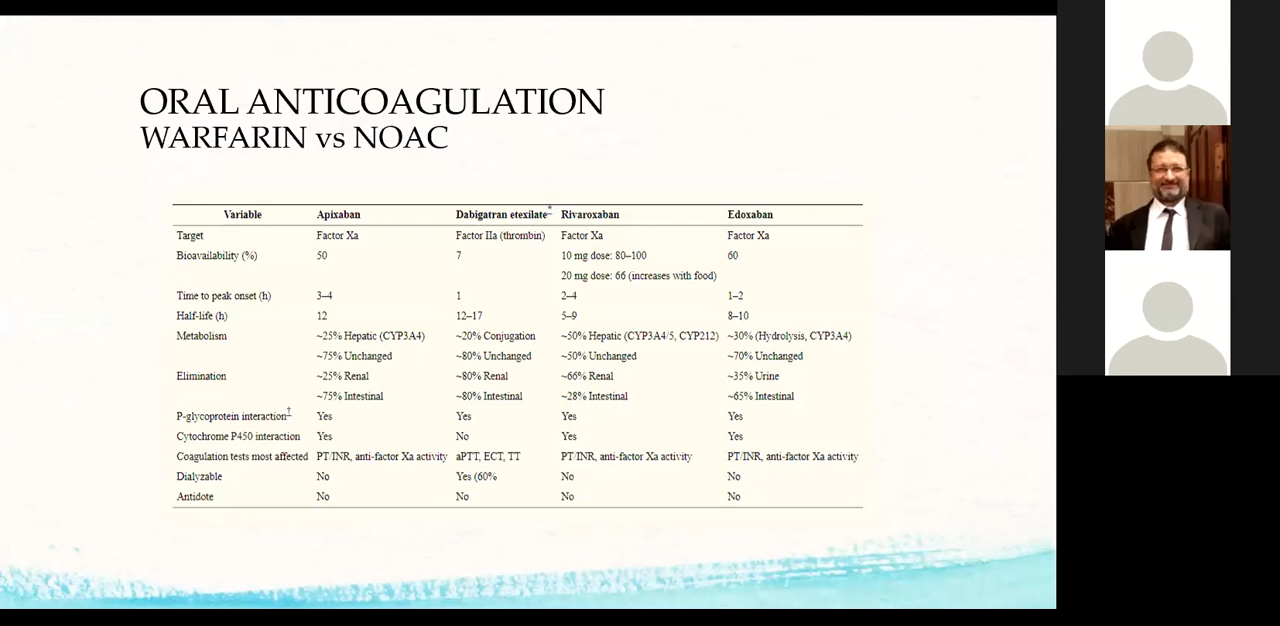 ORAL ANTICOAGULATION
WARFARIN vs NOAC
Variable Apixaban Dabigatran etexilate* Rivaroxaban Edoxaban
Target Factor Xa Factor IIa (thrombin) Factor Xa Factor Xa
Bioavailability (%) 50 7 10 mg dose: 80–100 60
20 mg dose: 66 (increases with food)
Time to peak onset (h) 3–4 1 2–4 1–2
Half-life (h) 12 12–17 5–9 8–10
Metabolism ~25% Hepatic (CYP3A4) ~20% Conjugation ~50% Hepatic (CYP3A4/5, CYP212) ~30% (Hydrolysis, CYP3A4)
~75% Unchanged ~80% Unchanged ~50% Unchanged ~70% Unchanged
Elimination ~25% Renal ~80% Renal ~66% Renal ~35% Urine
~75% Intestinal ~80% Intestinal ~28% Intestinal ~65% Intestinal
P-glycoprotein interaction† Yes Yes Yes Yes
Cytochrome P450 interaction Yes No Yes Yes
Coagulation tests most affected PT/INR, anti-factor Xa activity aPTT, ECT, TT PT/INR, anti-factor Xa activity PT/INR, anti-factor Xa activity
Dialyzable No Yes (60% No No
Antidote No No No No